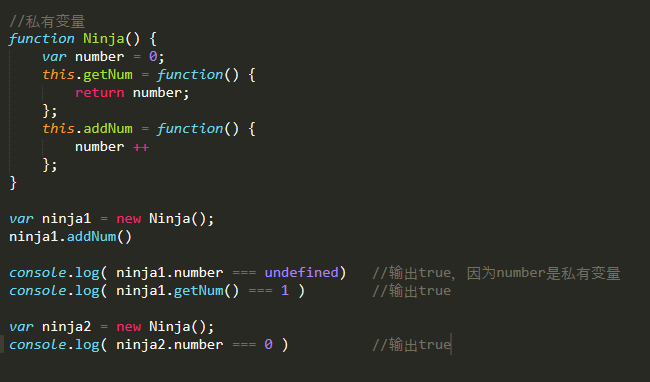 //私有变量
function Ninja() {
    var number = 0;
    this.getNum = function() {
        return number;
    };
    this.addNum = function() {
        number ++
    };
}

var ninja1 = new Ninja();
ninja1.addNum()

console.log( ninja1.number === undefined)   //输出true, 因为number是私有变量
console.log( ninja1.getNum() === 1 )        //输出true

var ninja2 = new Ninja();
console.log( ninja2.number === 0 )          //输出true